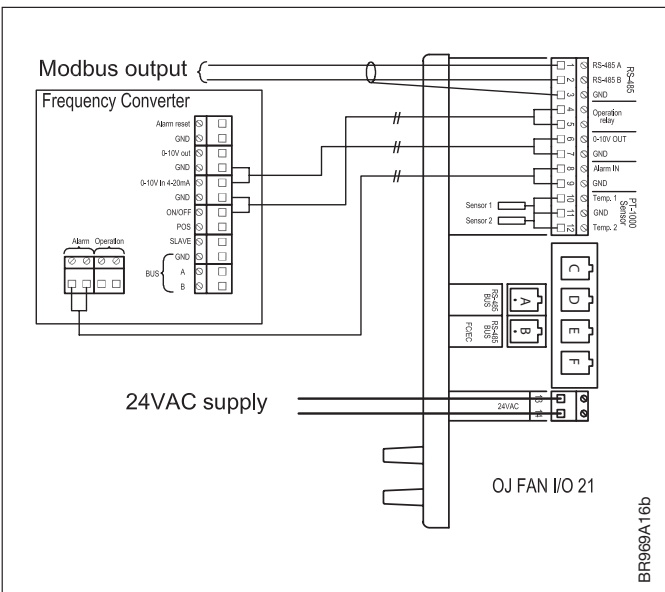 Modbus output
Frequency Converter
Alarm reset
GND
0-10V out
GND
0-10V In 4-20mA
GND
ON/OFF
POS
SLAVE
GND
A
B
BUS
Alarm Operation
24VAC supply
1 RS-485 A
2 RS-485 B
3 GND
RS-485
4
5
Operation
relay
6 0-10V OUT
7 GND
8 Alarm IN
9 GND
10 Temp. 1
11 GND
12 Temp. 2
PT-1000
Sensor
Sensor 1
Sensor 2
RS-485
BUS
A
FC/EC
RS-485
BUS
B
C
D
E
F
24VAC
13
14
OJ FAN I/O 21
BR969A16b